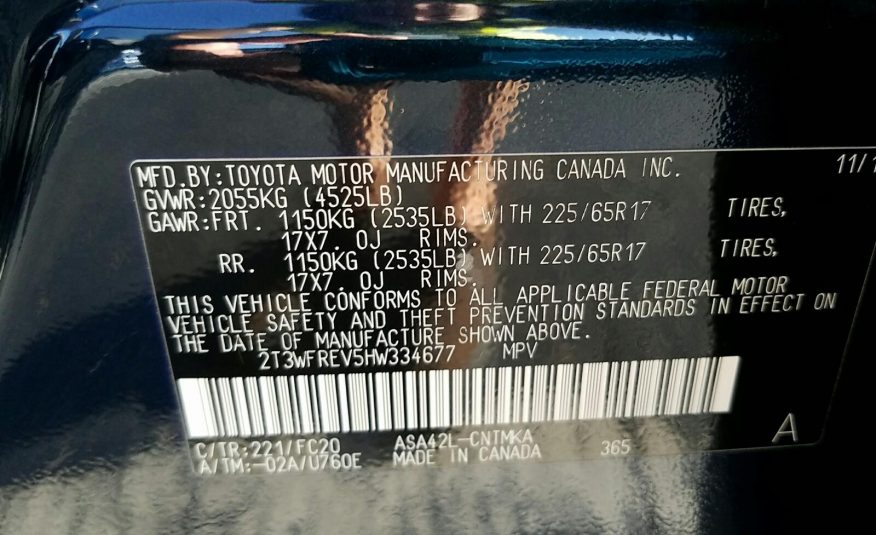 MFD.BY:TOYOTA MOTOR MANUFACTURING CANADA INC. 11/1
GVWR:2055KG (4525LB)
GAWR:FRT. 1150KG (2535LB) WITH 225/65R17 TIRES,
17X7.0J RIMS.
RR. 1150KG (2535LB) WITH 225/65R17 TIRES,
17X7.0J RIMS.
THIS VEHICLE CONFORMS TO ALL APPLICABLE FEDERAL MOTOR
VEHICLE SAFETY AND THEFT PREVENTION STANDARDS IN EFFECT ON
THE DATE OF MANUFACTURE SHOWN ABOVE.
2T3WFREV5HW334677 MPV
C/TR:221/FC20 ASA42L-CNTMKA 365 A
A/TM:-02A/U760E MADE IN CANADA